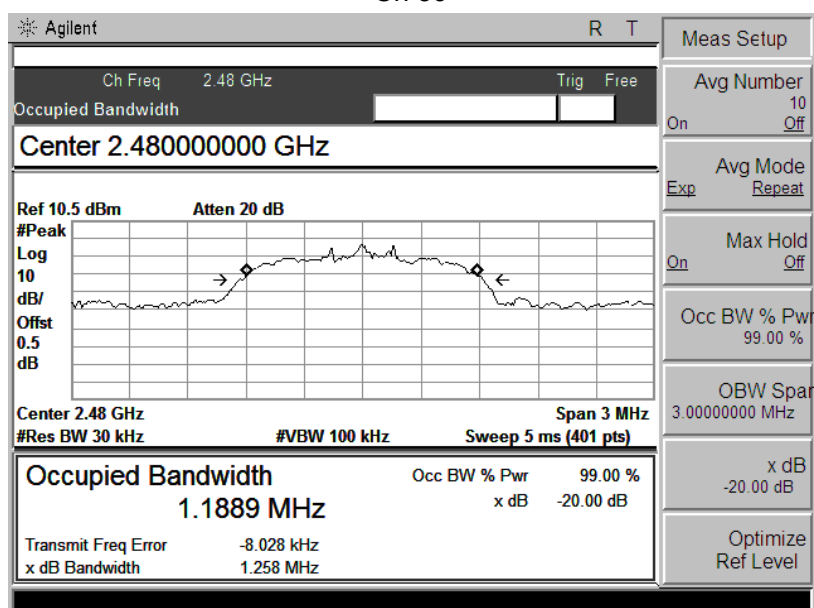 Agilent R T
Ch Freq 2.48 GHz Trig Free
Occupied Bandwidth
Center 2.480000000 GHz
Ref 10.5 dBm Atten 20 dB
#Peak
Log
10
dB/
Offst
0.5
dB
Center 2.48 GHz Span 3 MHz
#Res BW 30 kHz #VBW 100 kHz Sweep 5 ms (401 pts)
Occupied Bandwidth
1.1889 MHz
Occ BW % Pwr 99.00 %
x dB -20.00 dB
Transmit Freq Error -8.028 kHz
x dB Bandwidth 1.258 MHz
Meas Setup
Avg Number
10
On Off
Avg Mode
Exp Repeat
Max Hold
On Off
Occ BW % Pwr
99.00 %
OBW Spar
3.00000000 MHz
x dB
-20.00 dB
Optimize
Ref Level